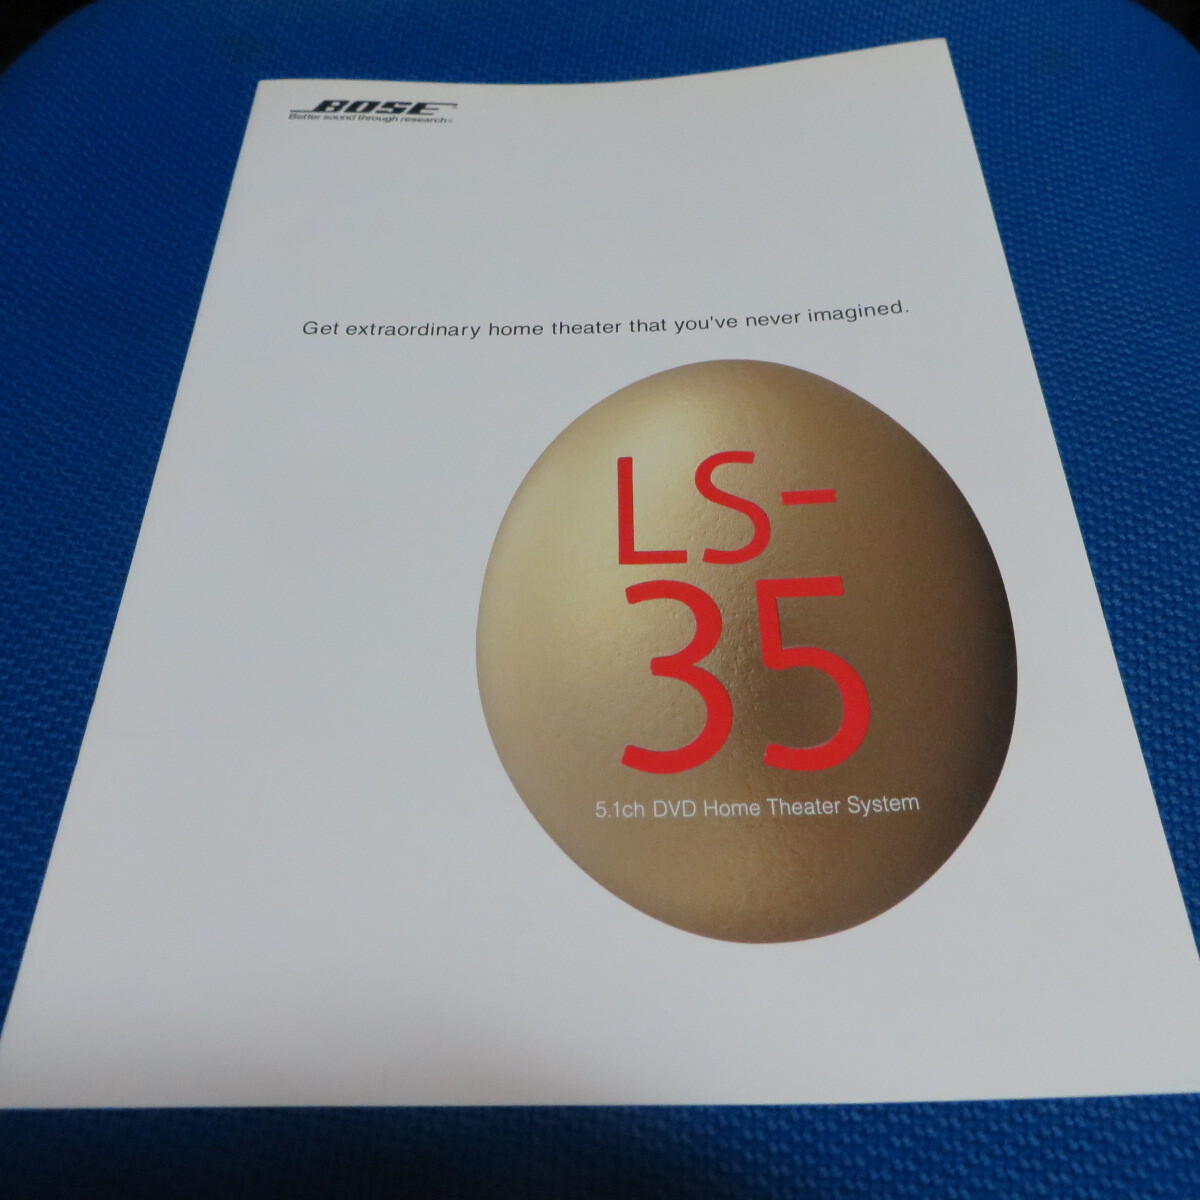 BOSE
Better sound through research®
Get extraordinary home theater that you've never imagined.
LS-
35
5.1ch DVD Home Theater System